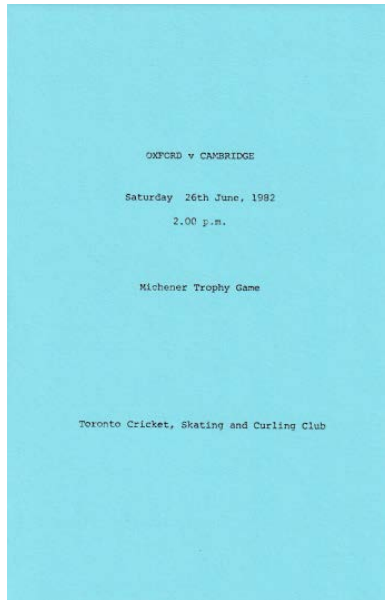 OXFORD v CAMBRIDGE
Saturday 26th June, 1982
2.00 p.m.
Michener Trophy Game
Toronto Cricket, Skating and Curling Club